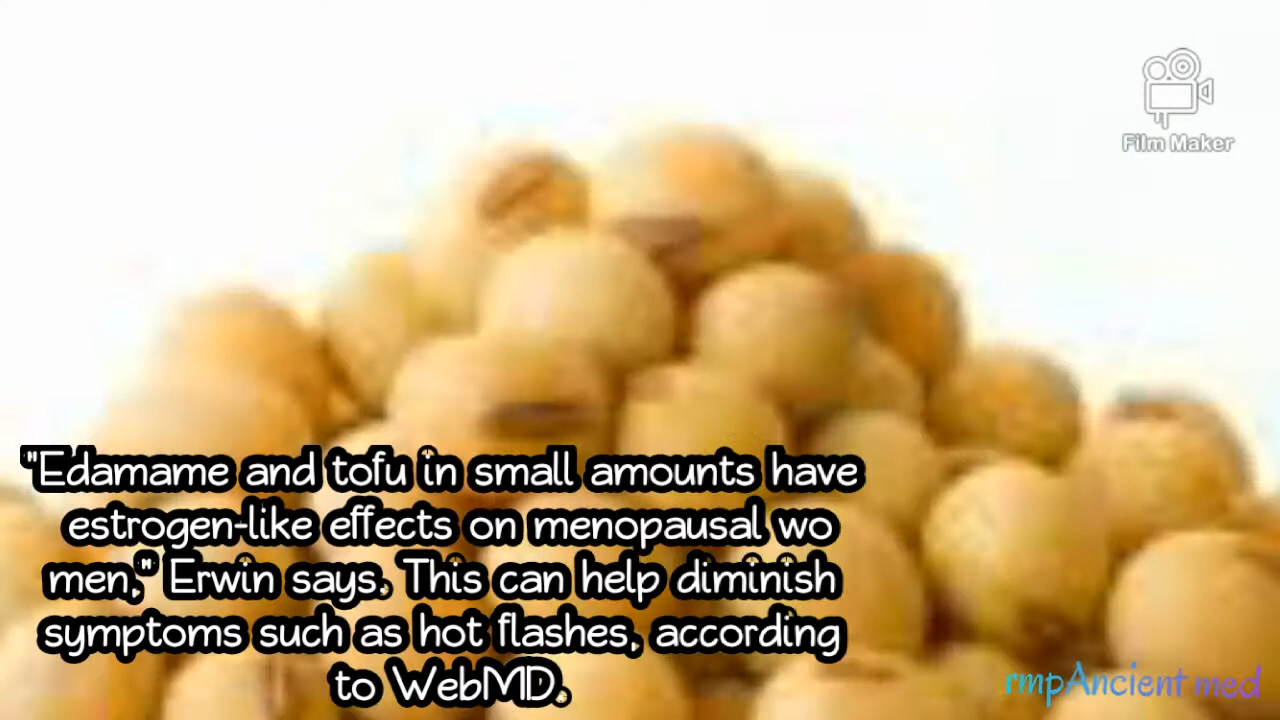 Film Maker
"Edamame and tofu in small amounts have
estrogen-like effects on menopausal wo
men," Erwin says. This can help diminish
symptoms such as hot flashes, according
to WebMD.
rmpAncient med